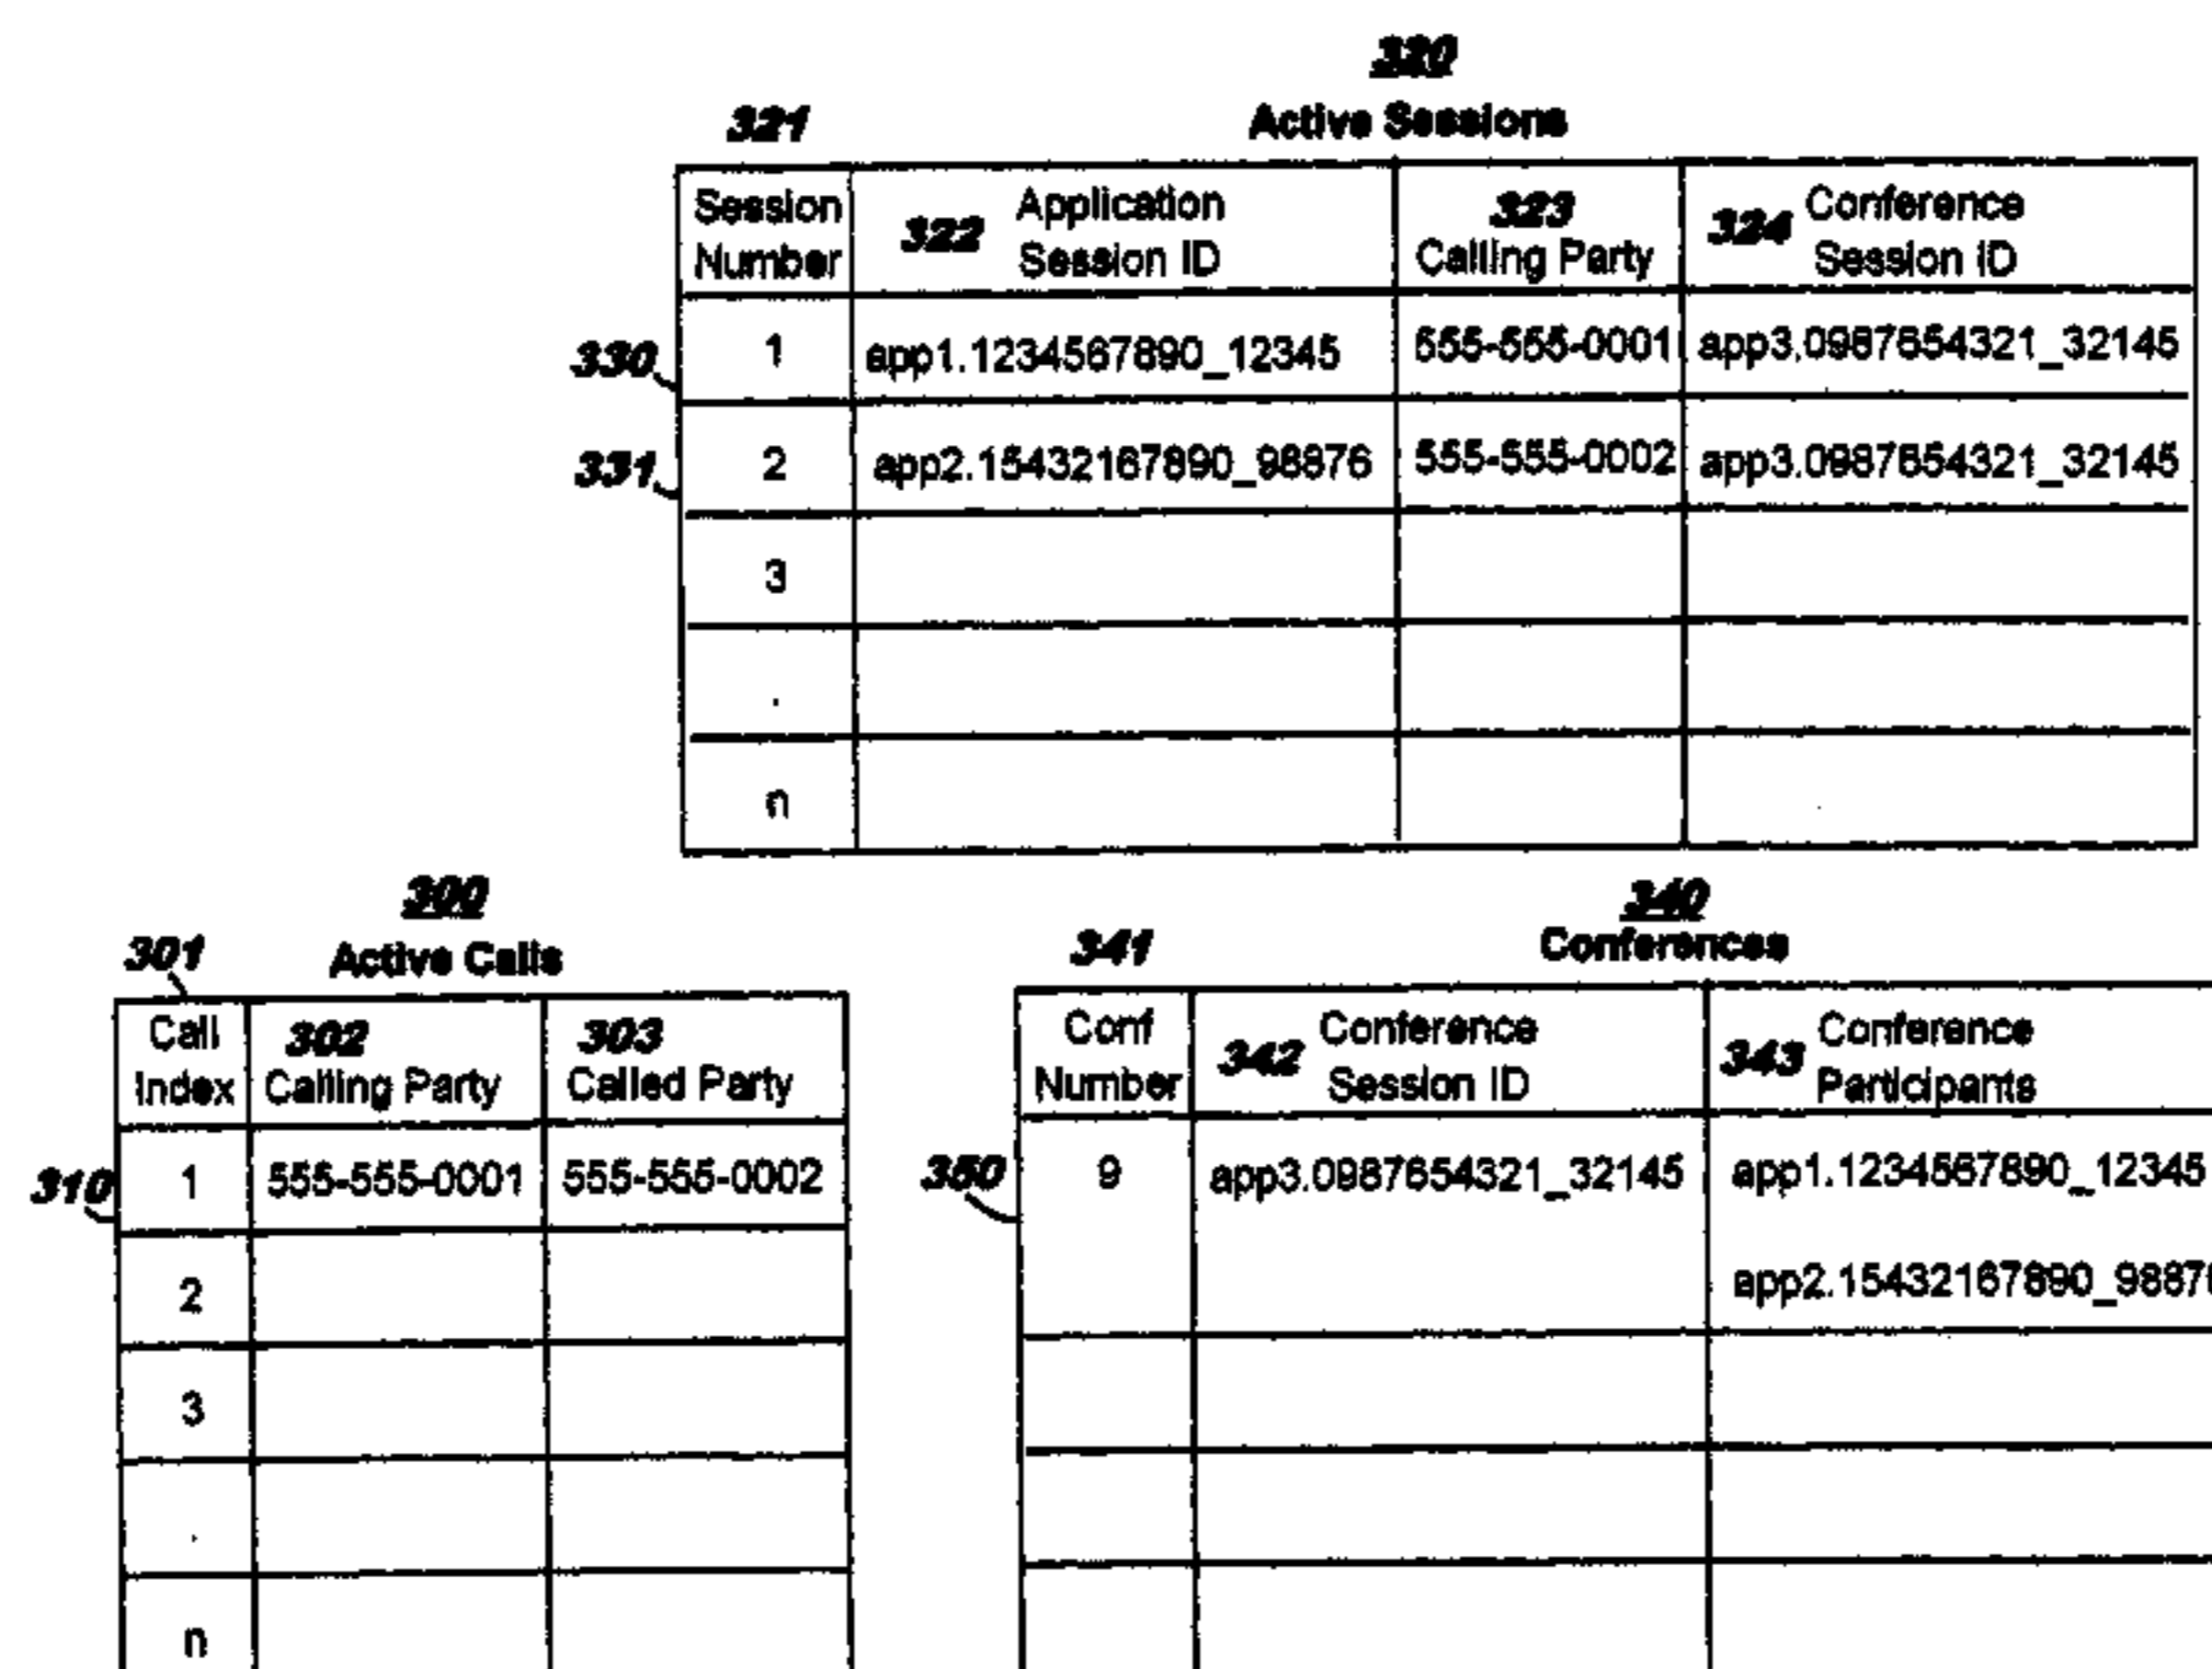 320
Active Sessions
321
Session Number
322 Application Session ID
323 Calling Party
324 Conference Session ID
330
1 app1.1234567890_12345 555-555-0001 app3.0987654321_32145
331
2 app2.15432167890_98876 555-555-0002 app3.0987654321_32145
3
.
n
300
Active Calls
301
Call Index
302 Calling Party
303 Called Party
310
1 555-555-0001 555-555-0002
2
3
.
n
340
Conferences
341
Conf Number
342 Conference Session ID
343 Conference Participants
350
9 app3.0987654321_32145 app1.1234567890_12345
app2.15432167890_98876